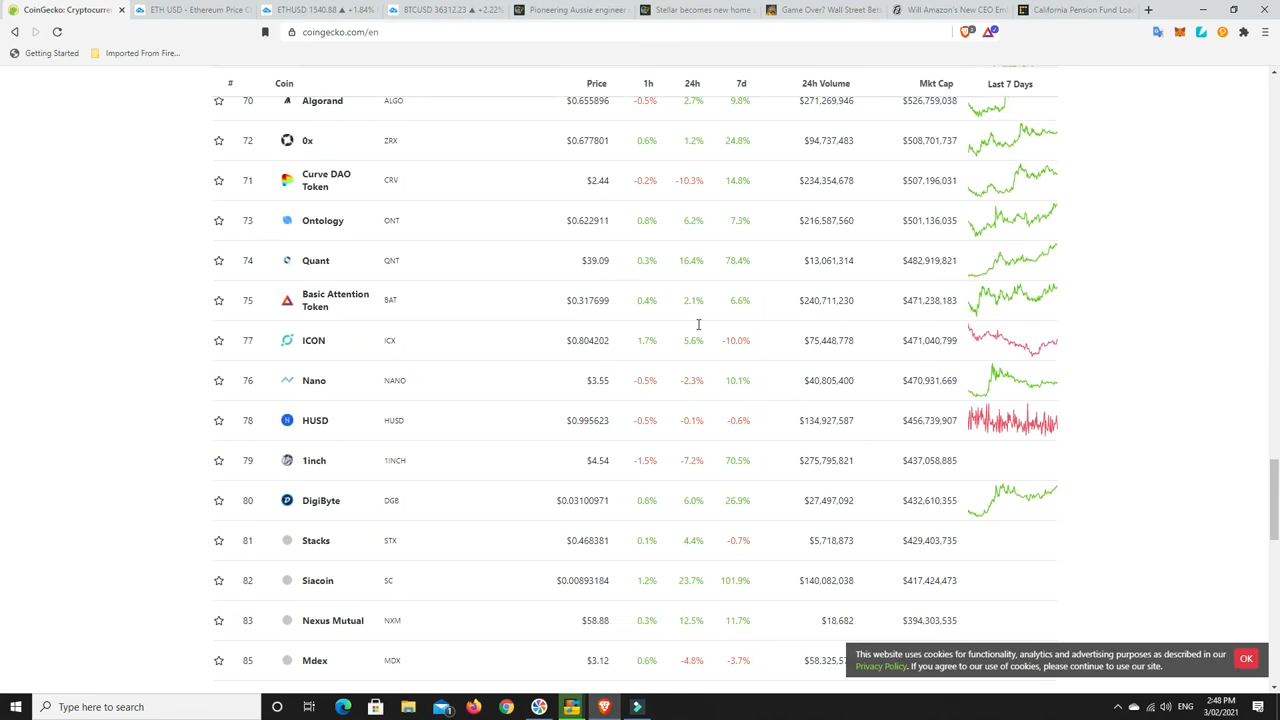 CoinGecko: Cryptocurrenc
ETH USD - Ethereum Price C
ETHUSD 1540.88 ▲ +1.84%
BTCUSD 36312.23 ▲ +2.22%
Pioneering Aussie engineer
Stellar becomes new home
Game Over? Wall Street Bet
Will Amazon's New CEO Em
California Pension Fund Loa
coingecko.com/en
Getting Started
Imported From Fire...
# Coin Price 1h 24h 7d 24h Volume Mkt Cap Last 7 Days
70 Algorand ALGO $0.655896 -0.5% 2.7% 9.8% $271,269,946 $526,759,038
72 0x ZRX $0.677801 0.6% 1.2% 24.8% $94,737,483 $508,701,737
71 Curve DAO Token CRV $2.44 -0.2% -10.3% 14.8% $234,354,678 $507,196,031
73 Ontology ONT $0.622911 0.8% 6.2% 7.3% $216,587,560 $501,136,035
74 Quant QNT $39.09 0.3% 16.4% 78.4% $13,061,314 $482,919,821
75 Basic Attention Token BAT $0.317699 0.4% 2.1% 6.6% $240,711,230 $471,238,183
77 ICON ICX $0.804202 1.7% 5.6% -10.0% $75,448,778 $471,040,799
76 Nano NANO $3.55 -0.5% -2.3% 10.1% $40,805,400 $470,931,669
78 HUSD HUSD $0.995623 -0.5% -0.1% -0.6% $134,927,587 $456,739,907
79 1inch 1INCH $4.54 -1.5% -7.2% 70.5% $275,795,821 $437,058,885
80 DigiByte DGB $0.03100971 0.8% 6.0% 26.9% $27,497,092 $432,610,355
81 Stacks STX $0.468381 0.1% 4.4% -0.7% $5,718,873 $429,403,735
82 Siacoin SC $0.00893184 1.2% 23.7% 101.9% $140,082,038 $417,424,473
83 Nexus Mutual NXM $58.88 0.3% 12.5% 11.7% $18,682 $394,303,535
85 Mdex MDX $3.12 0.6% -4.8% -3.7% $58,325,5
This website uses cookies for functionality, analytics and advertising purposes as described in our
Privacy Policy. If you agree to our use of cookies, please continue to use our site.
OK
Type here to search
ENG
2:48 PM
3/02/2021